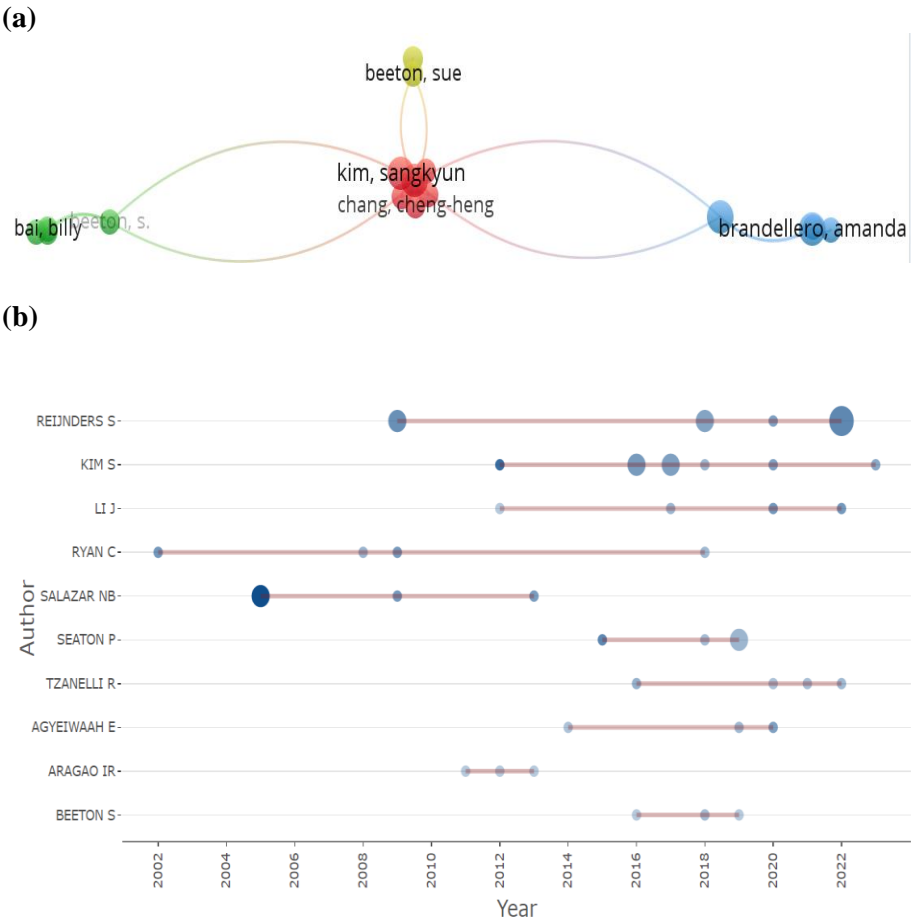 (a)
beeton, sue
kim, sangkyun
chang, cheng-heng
bai, billy
beeton, s.
brandellero, amanda
(b)
REIJNDERS S
KIM S
LI J
RYAN C
SALAZAR NB
SEATON P
TZANELLI R
AGYEIWAAH E
ARAGAO IR
BEETON S
Author
2002
2004
2006
2008
2010
2012
2014
2016
2018
2020
2022
Year